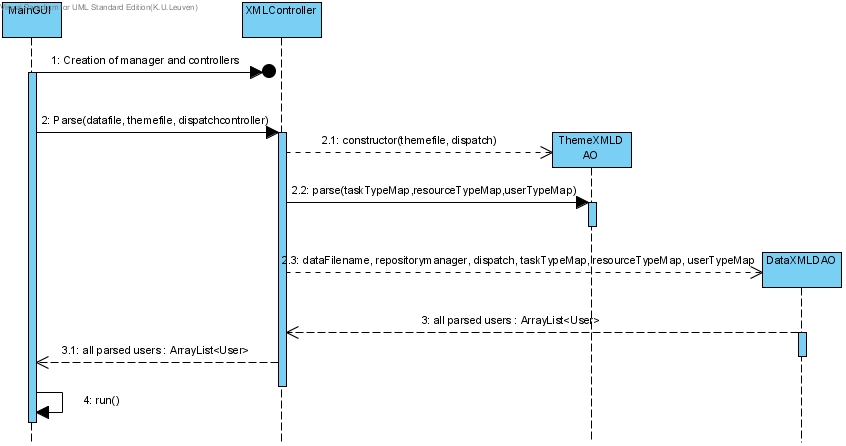 for UML Standard Edition(K.U.Leuven)
MainGUI
XMLController
1: Creation of manager and controllers
2: Parse(datafile, themefile, dispatchcontroller)
2.1: constructor(themefile, dispatch)
ThemeXMLD
AO
2.2: parse(taskTypeMap,resourceTypeMap,userTypeMap)
2.3: dataFilename, repositorymanager, dispatch, taskTypeMap, resourceTypeMap, userTypeMap
DataXMLDAO
3: all parsed users : ArrayList<User>
3.1: all parsed users : ArrayList<User>
4: run()